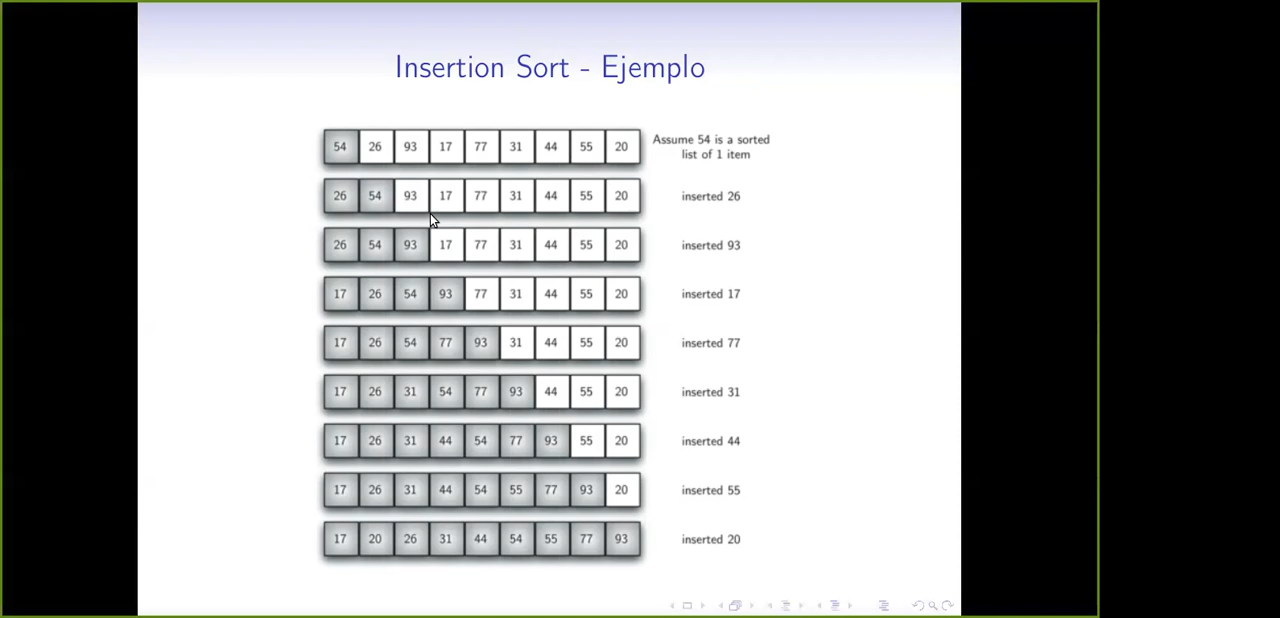 Insertion Sort - Ejemplo
54 26 93 17 77 31 44 55 20 Assume 54 is a sorted
list of 1 item
26 54 93 17 77 31 44 55 20 inserted 26
26 54 93 17 77 31 44 55 20 inserted 93
17 26 54 93 77 31 44 55 20 inserted 17
17 26 54 77 93 31 44 55 20 inserted 77
17 26 31 54 77 93 44 55 20 inserted 31
17 26 31 44 54 77 93 55 20 inserted 44
17 26 31 44 54 55 77 93 20 inserted 55
17 20 26 31 44 54 55 77 93 inserted 20